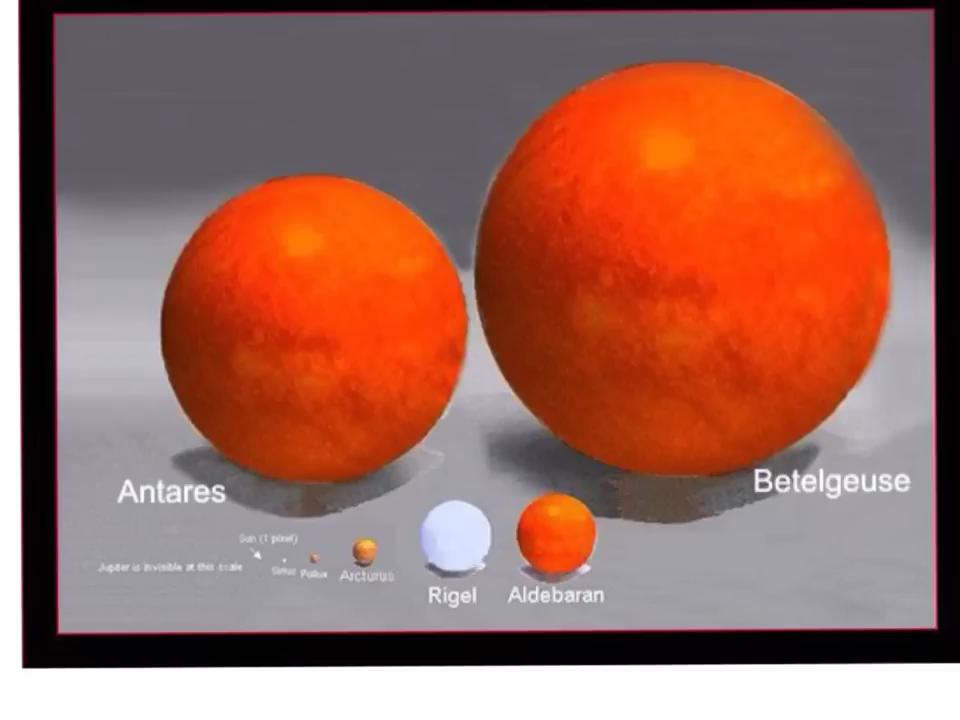 Antares
Betelgeuse
Sun (1 pixel)
Jupiter is invisible at this scale
Sirius
Pollux
Arcturus
Rigel
Aldebaran